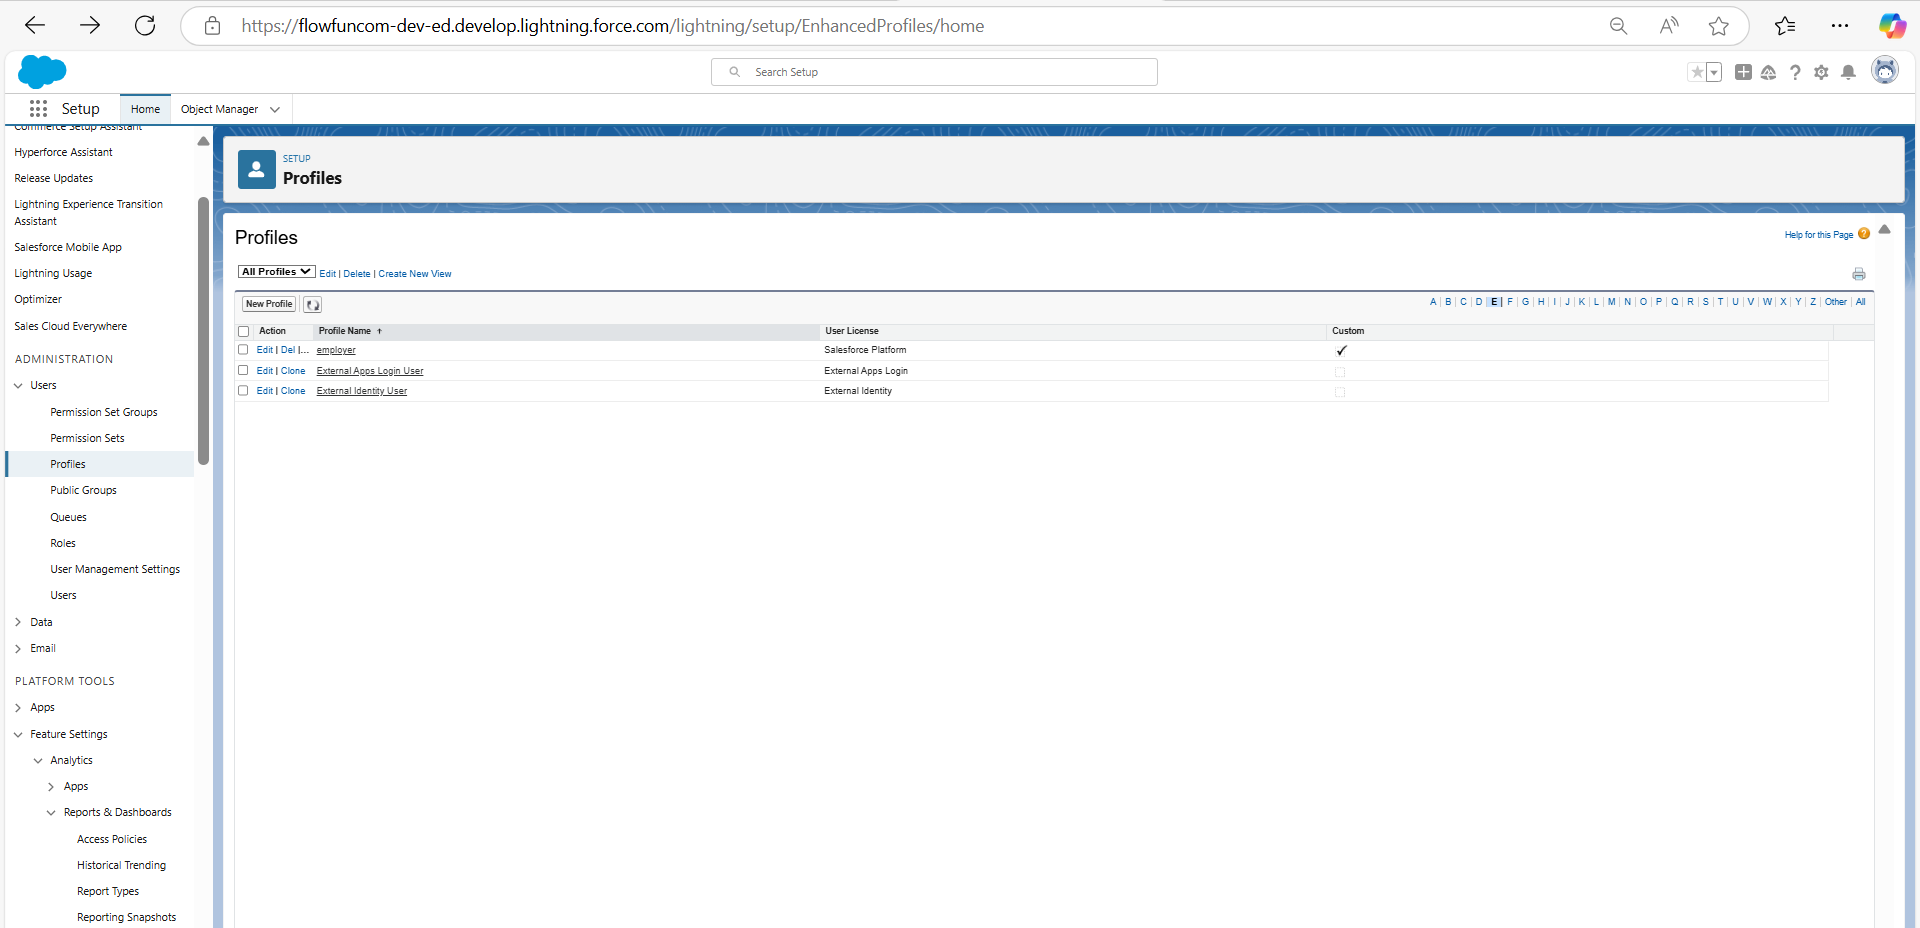 https://flowfuncom-dev-ed.develop.lightning.force.com/lightning/setup/EnhancedProfiles/home
Search Setup
Setup
Home
Object Manager
Commerce Setup Assistant
Hyperforce Assistant
Release Updates
Lightning Experience Transition
Assistant
Salesforce Mobile App
Lightning Usage
Optimizer
Sales Cloud Everywhere
ADMINISTRATION
Users
Permission Set Groups
Permission Sets
Profiles
Public Groups
Queues
Roles
User Management Settings
Users
Data
Email
PLATFORM TOOLS
Apps
Feature Settings
Analytics
Apps
Reports & Dashboards
Access Policies
Historical Trending
Report Types
Reporting Snapshots
SETUP
Profiles
Profiles
Help for this Page ?
All Profiles Edit | Delete | Create New View
New Profile
A | B | C | D | E | F | G | H | I | J | K | L | M | N | O | P | Q | R | S | T | U | V | W | X | Y | Z | Other | All
Action Profile Name ↑ User License Custom
Edit | Del |... employer Salesforce Platform ✓
Edit | Clone External Apps Login User External Apps Login
Edit | Clone External Identity User External Identity